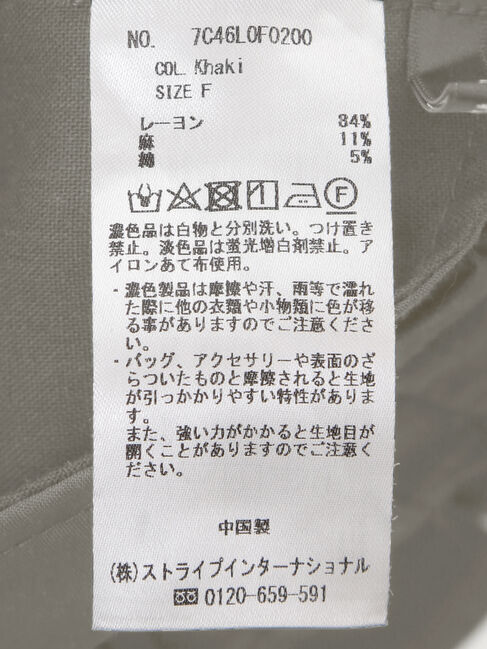 NO. 7C46L0F0200
COL. Khaki
SIZE F
レーヨン 84%
麻 11%
綿 5%
濃色品は白物と分別洗い。つけ置き
禁止。淡色品は蛍光増白剤禁止。ア
イロンあて布使用。
・濃色製品は摩擦や汗、雨等で濡れ
た際に他の衣類や小物類に色が移
る事がありますのでご注意くださ
い。
・バッグ、アクセサリーや表面のざ
らついたものと摩擦されると生地
が引っかかりやすい特性がありま
す。
また、強い力がかかると生地目が
開くことがありますのでご注意く
ださい。
中国製
(株)ストライプインターナショナル
0120-659-591